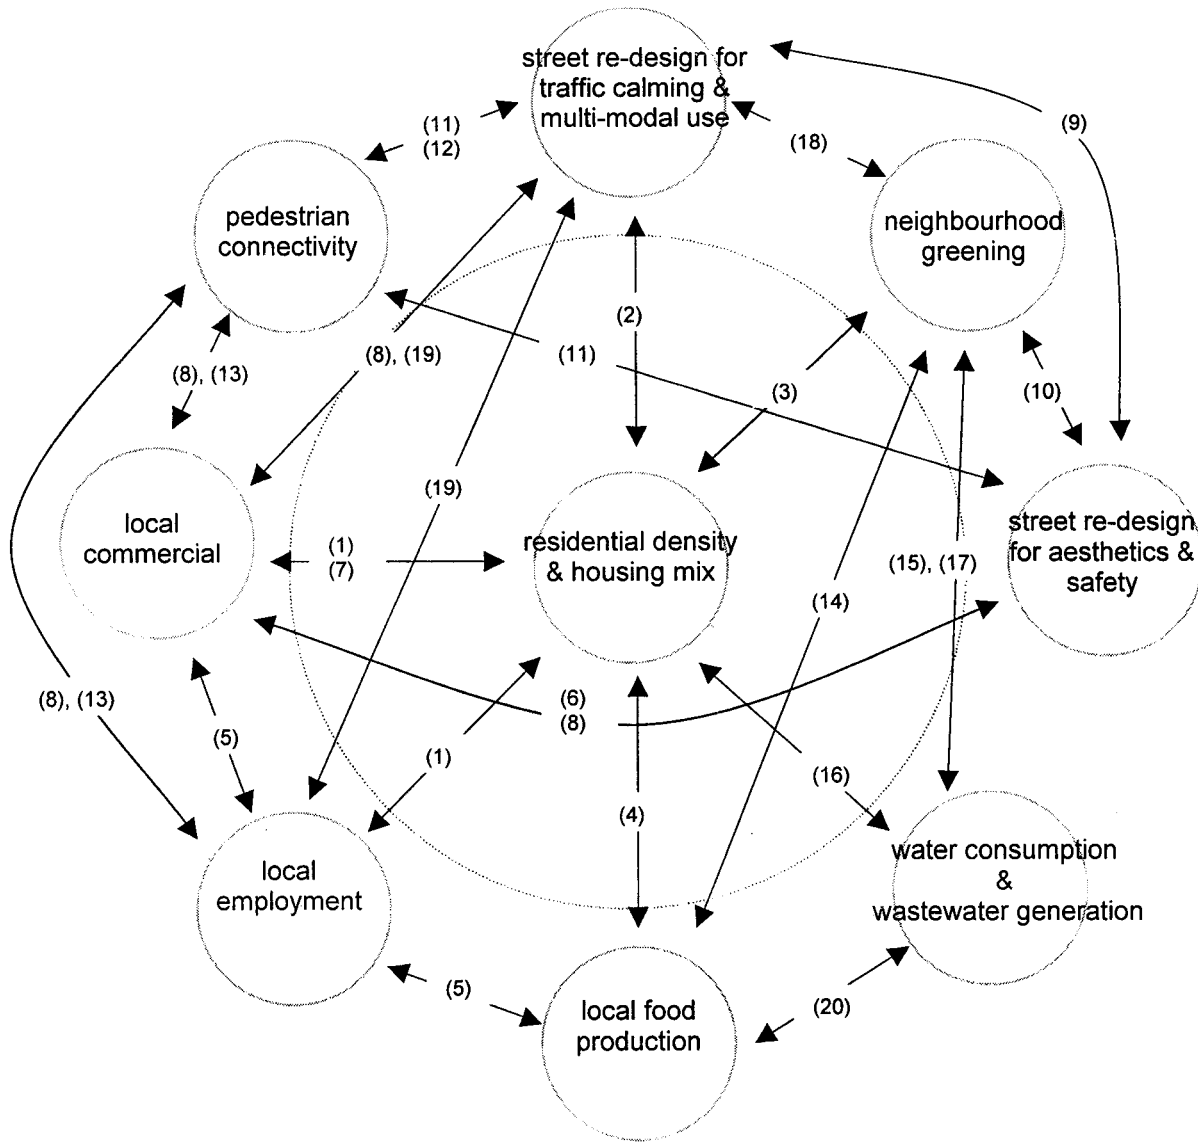 street re-design for
traffic calming &
multi-modal use
(9)
(11)
(12)
(18)
pedestrian
connectivity
neighbourhood
greening
(2)
(8), (19)
(11)
(8), (13)
(3)
(10)
(19)
local
commercial
(1)
(7)
residential density
& housing mix
street re-design
for aesthetics &
safety
(15), (17)
(14)
(8), (13)
(6)
(8)
(5)
(1)
(16)
(4)
local
employment
water consumption
&
wastewater generation
(5)
local food
production
(20)